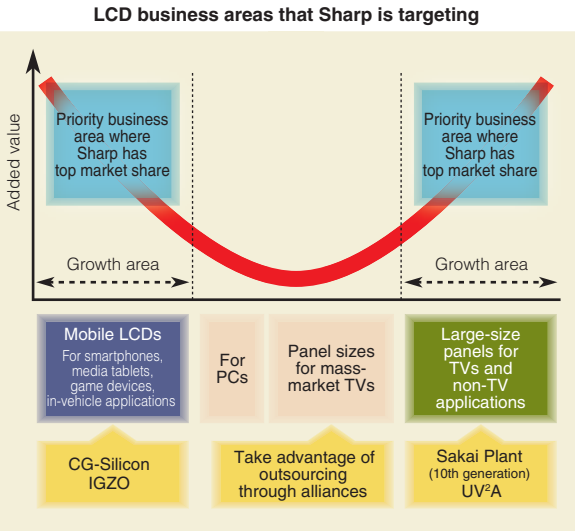 LCD business areas that Sharp is targeting
Added value
Priority business
area where
Sharp has
top market share
Priority business
area where
Sharp has
top market share
Growth area
Growth area
Mobile LCDs
For smartphones,
media tablets,
game devices,
in-vehicle applications
For
PCs
Panel sizes
for mass-
market TVs
Large-size
panels for
TVs and
non-TV
applications
CG-Silicon
IGZO
Take advantage of
outsourcing
through alliances
Sakai Plant
(10th generation)
UV²A